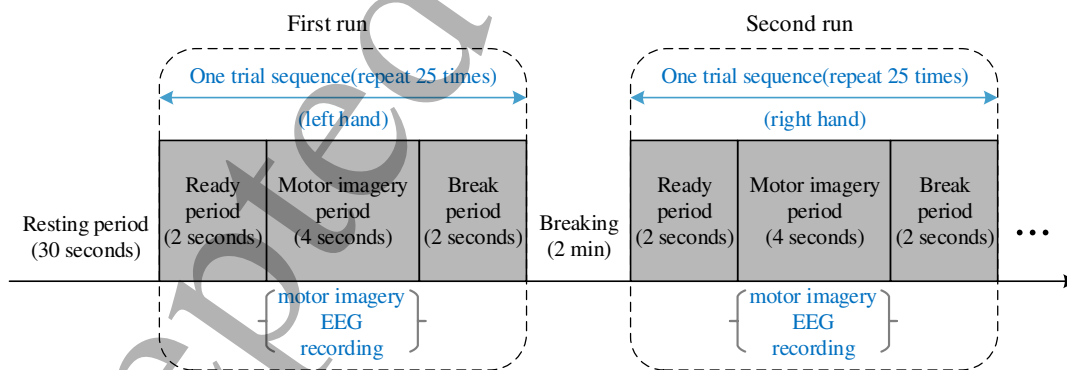 First run
Second run
One trial sequence(repeat 25 times)
(left hand)
One trial sequence(repeat 25 times)
(right hand)
Resting period
(30 seconds)
Ready
period
(2 seconds)
Motor imagery
period
(4 seconds)
Break
period
(2 seconds)
Breaking
(2 min)
Ready
period
(2 seconds)
Motor imagery
period
(4 seconds)
Break
period
(2 seconds)
...
motor imagery
EEG
recording
motor imagery
EEG
recording
epted